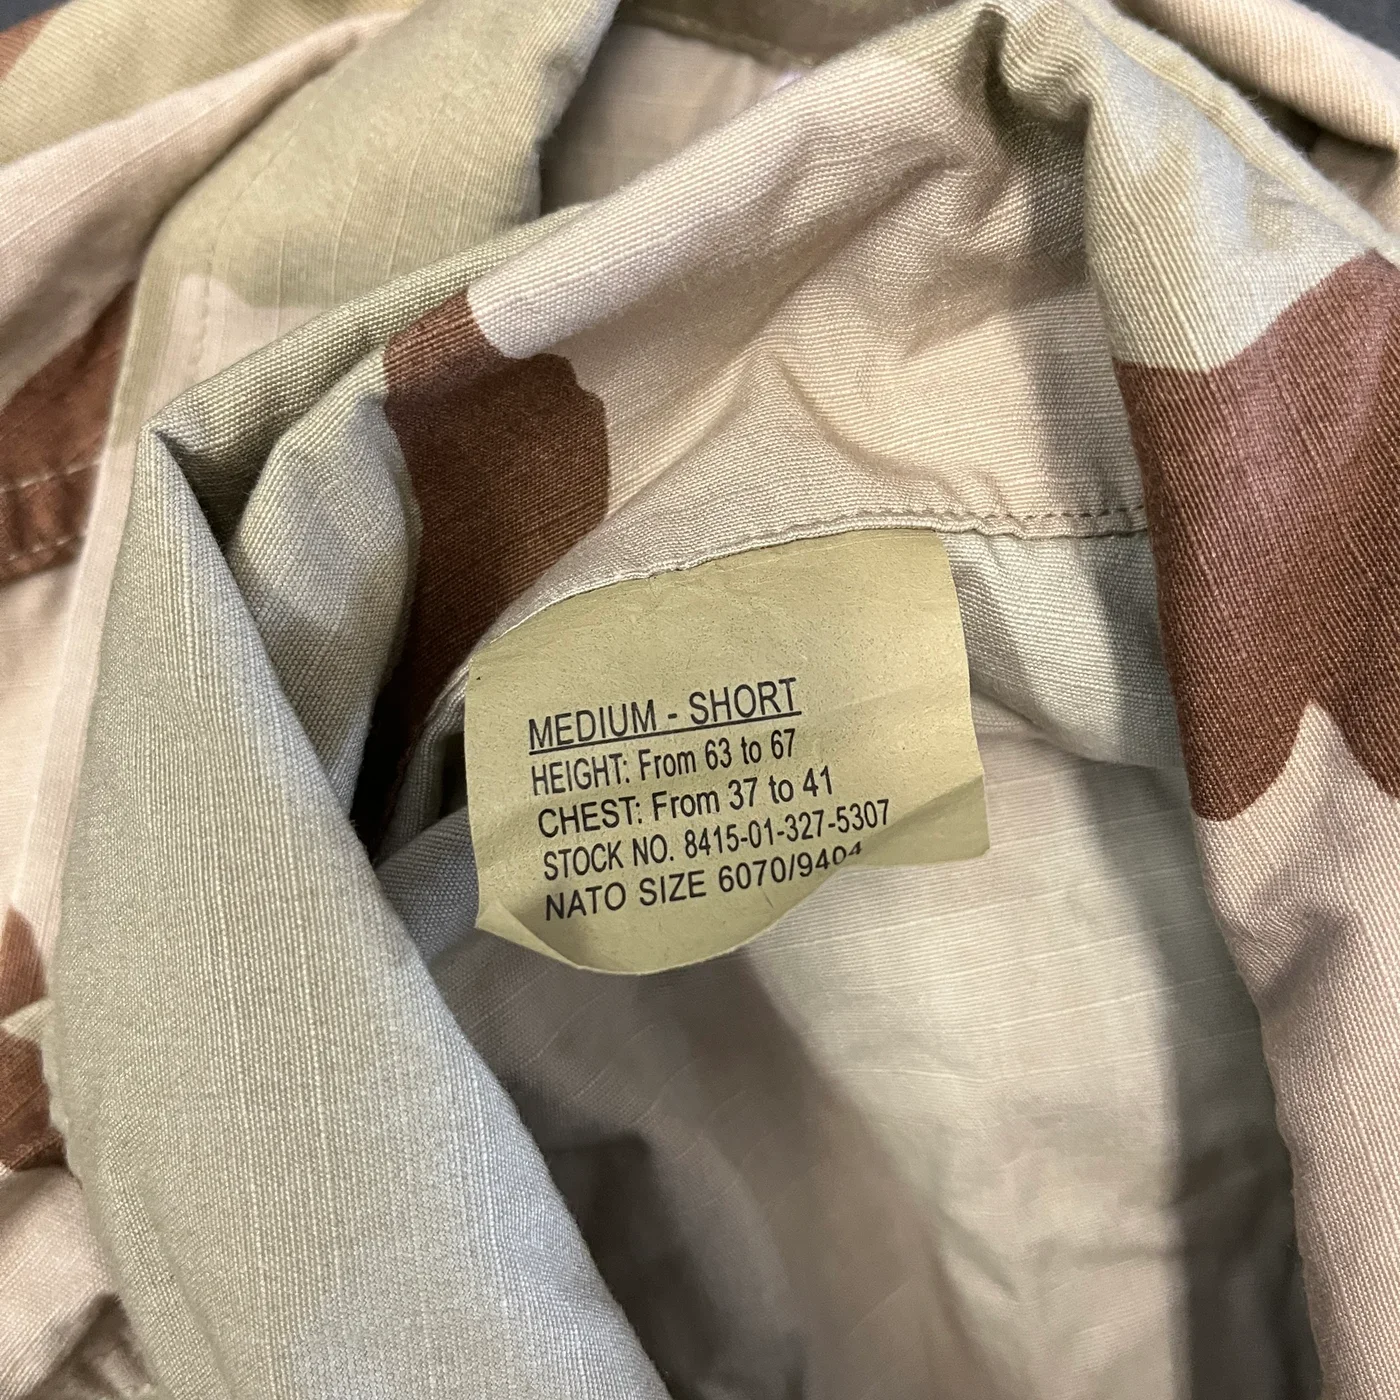 MEDIUM - SHORT
HEIGHT: From 63 to 67
CHEST: From 37 to 41
STOCK NO. 8415-01-327-5307
NATO SIZE 6070/9404